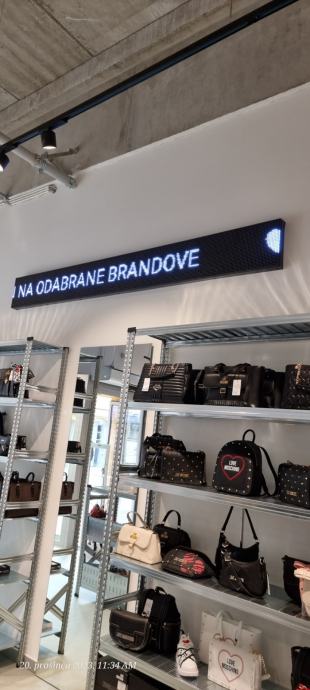 NA ODABRANE BRANDOVE
LOVE
MOSCHINO
LOVE
MOSCHINO
20. prosinca 2023. 11:34 AM